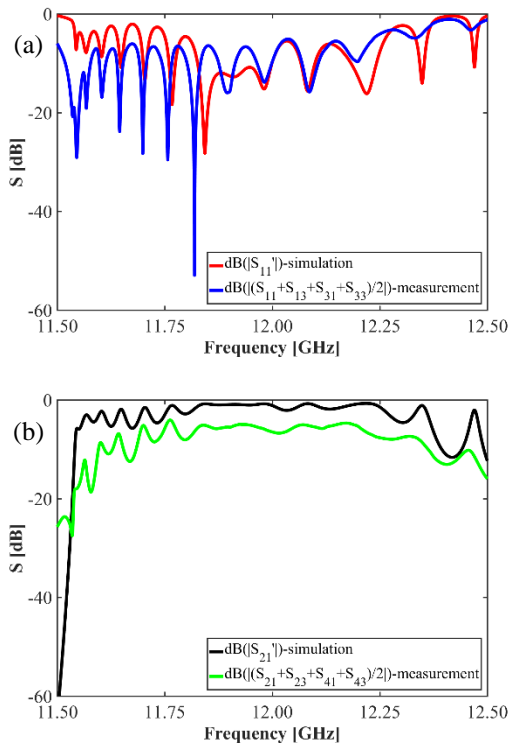 (a)
S [dB]
0
-20
-40
-60
dB(|S11'|)-simulation
dB(|(S11+S13+S31+S33)/2|)-measurement
11.50 11.75 12.00 12.25 12.50
Frequency [GHz]
(b)
S [dB]
0
-20
-40
-60
dB(|S21'|)-simulation
dB(|(S21+S23+S41+S43)/2|)-measurement
11.50 11.75 12.00 12.25 12.50
Frequency [GHz]